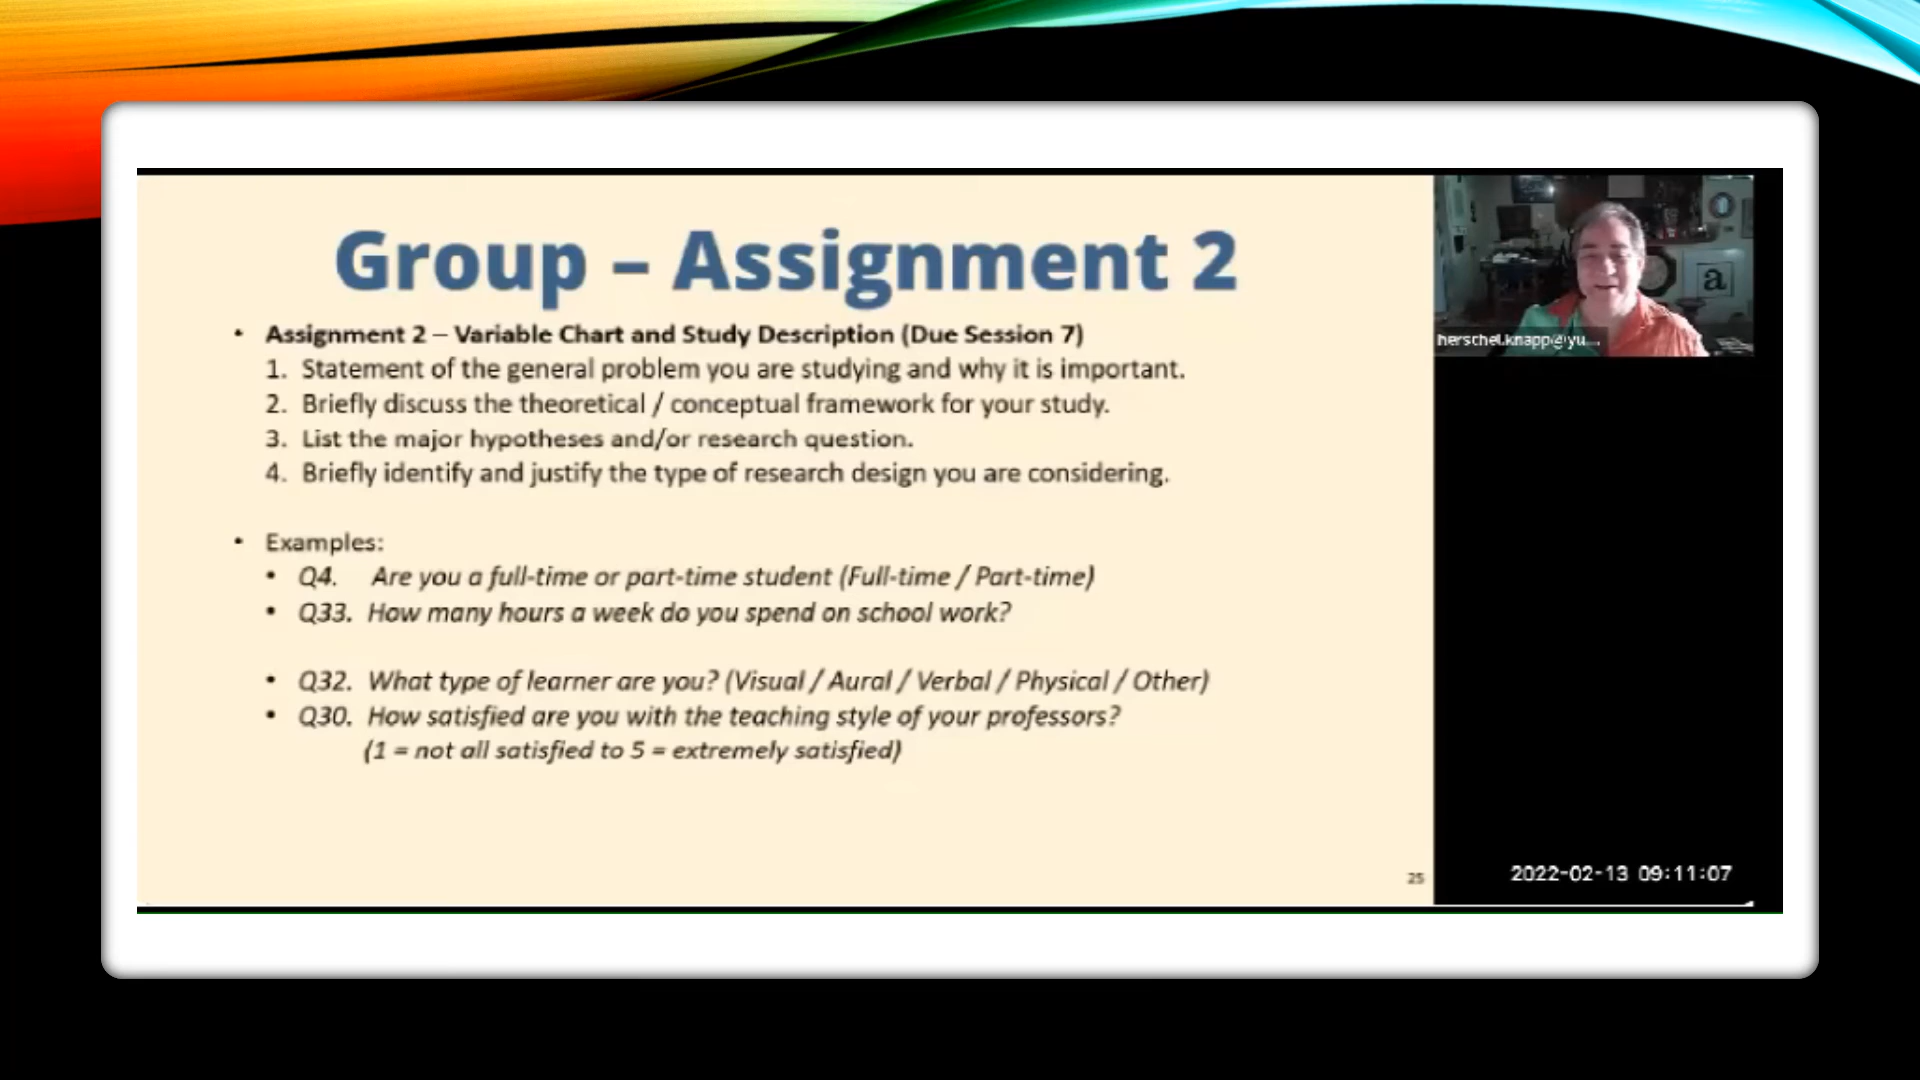 Group – Assignment 2
• Assignment 2 – Variable Chart and Study Description (Due Session 7)
1. Statement of the general problem you are studying and why it is important.
2. Briefly discuss the theoretical / conceptual framework for your study.
3. List the major hypotheses and/or research question.
4. Briefly identify and justify the type of research design you are considering.
• Examples:
• Q4. Are you a full-time or part-time student (Full-time / Part-time)
• Q33. How many hours a week do you spend on school work?
• Q32. What type of learner are you? (Visual / Aural / Verbal / Physical / Other)
• Q30. How satisfied are you with the teaching style of your professors?
(1 = not all satisfied to 5 = extremely satisfied)
25
a
herschel.knapp@yu....
2022-02-13 09:11:07